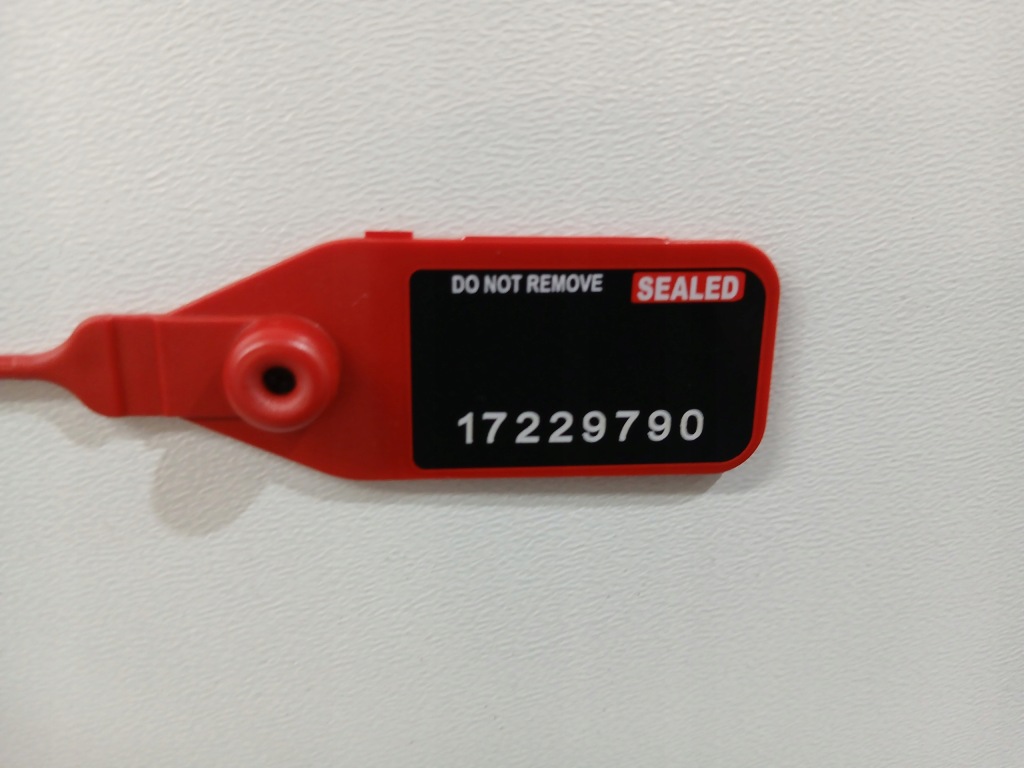 DO NOT REMOVE SEALED
17229790